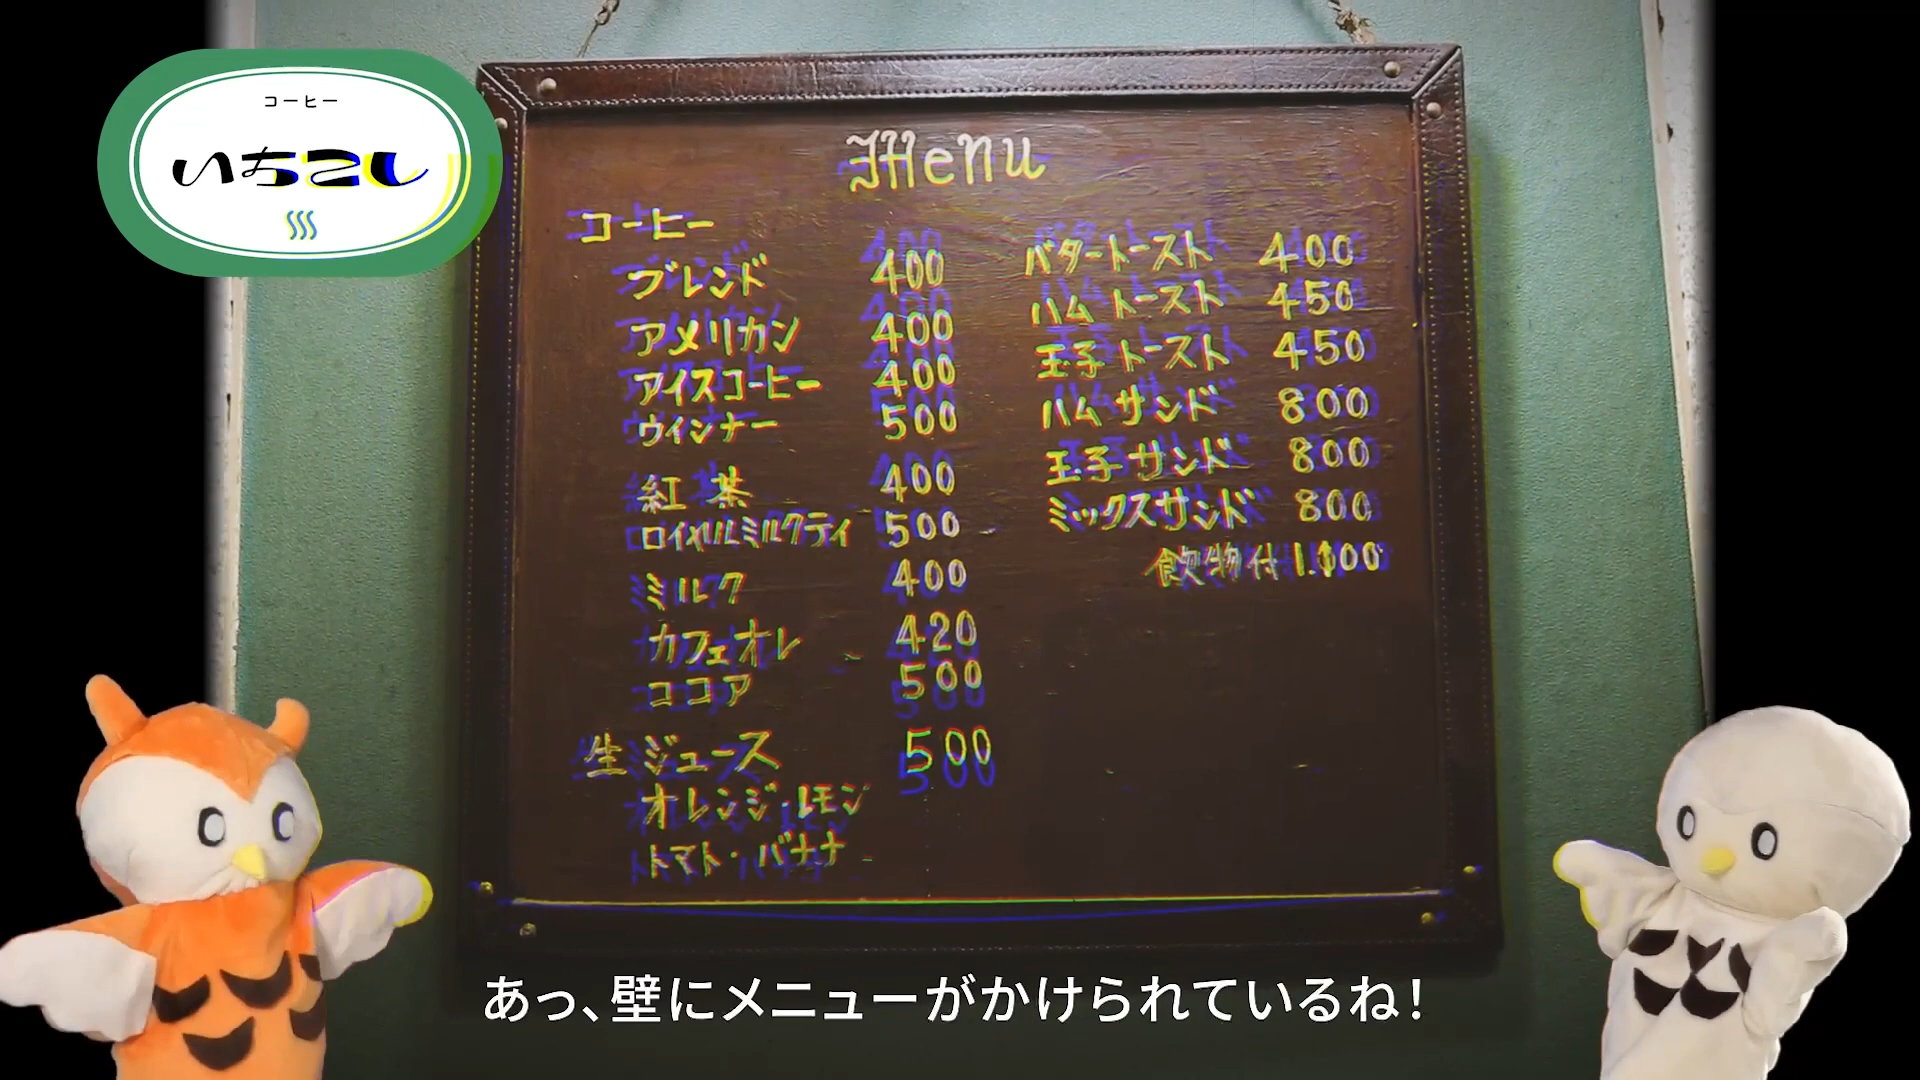 コーヒー
いちこし
Menu
コーヒー
ブレンド 400
アメリカン 400
アイスコーヒー 400
ウインナー 500
紅茶 400
ロイヤルミルクティ 500
ミルク 400
カフェオレ 420
ココア 500
生ジュース 500
オレンジ・レモン
トマト・バナナ
バタートースト 400
ハムトースト 450
玉子トースト 450
ハムサンド 800
玉子サンド 800
ミックスサンド 800
飲物付 1.100
あっ、壁にメニューがかけられているね！